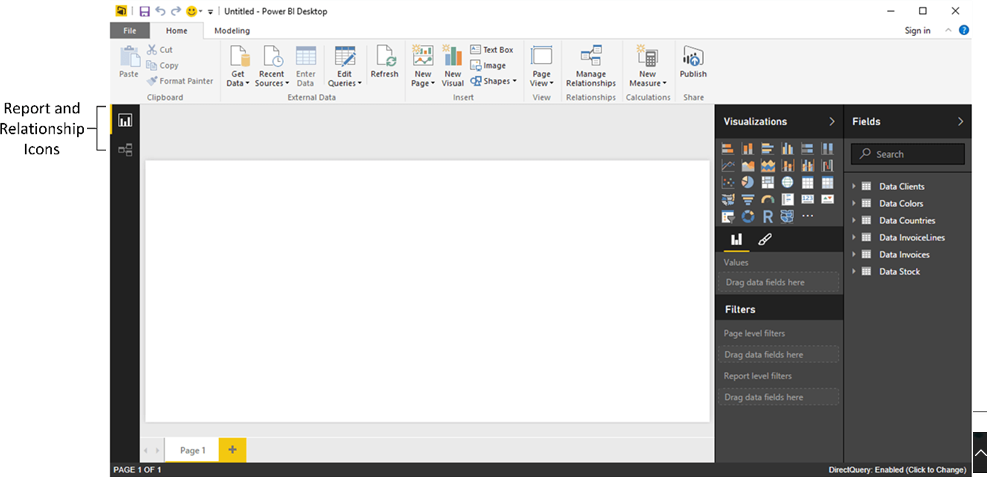 Untitled - Power BI Desktop
File Home Modeling Sign in
Paste Cut
Copy
Format Painter
Clipboard
Get Data Recent Sources Enter Data Edit Queries
External Data
Refresh
New Page New Visual Text Box
Image
Shapes
Insert
Page View
View
Manage Relationships
Relationships
New Measure
Calculations
Publish
Share
Report and
Relationship
Icons
Visualizations
R
Values
Drag data fields here
Filters
Page level filters
Drag data fields here
Report level filters
Drag data fields here
Fields
Search
Data Clients
Data Colors
Data Countries
Data InvoiceLines
Data Invoices
Data Stock
Page 1 +
PAGE 1 OF 1
DirectQuery: Enabled (Click to Change)